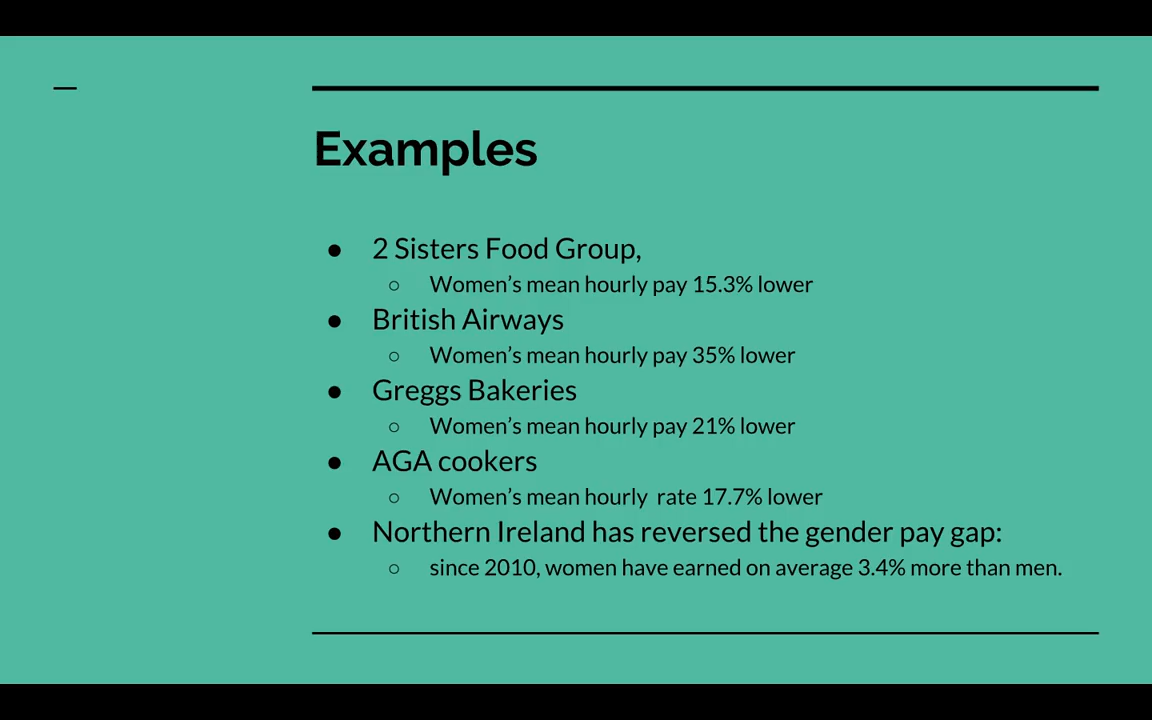 Examples
● 2 Sisters Food Group,
○ Women’s mean hourly pay 15.3% lower
● British Airways
○ Women’s mean hourly pay 35% lower
● Greggs Bakeries
○ Women’s mean hourly pay 21% lower
● AGA cookers
○ Women’s mean hourly  rate 17.7% lower
● Northern Ireland has reversed the gender pay gap:
○ since 2010, women have earned on average 3.4% more than men.